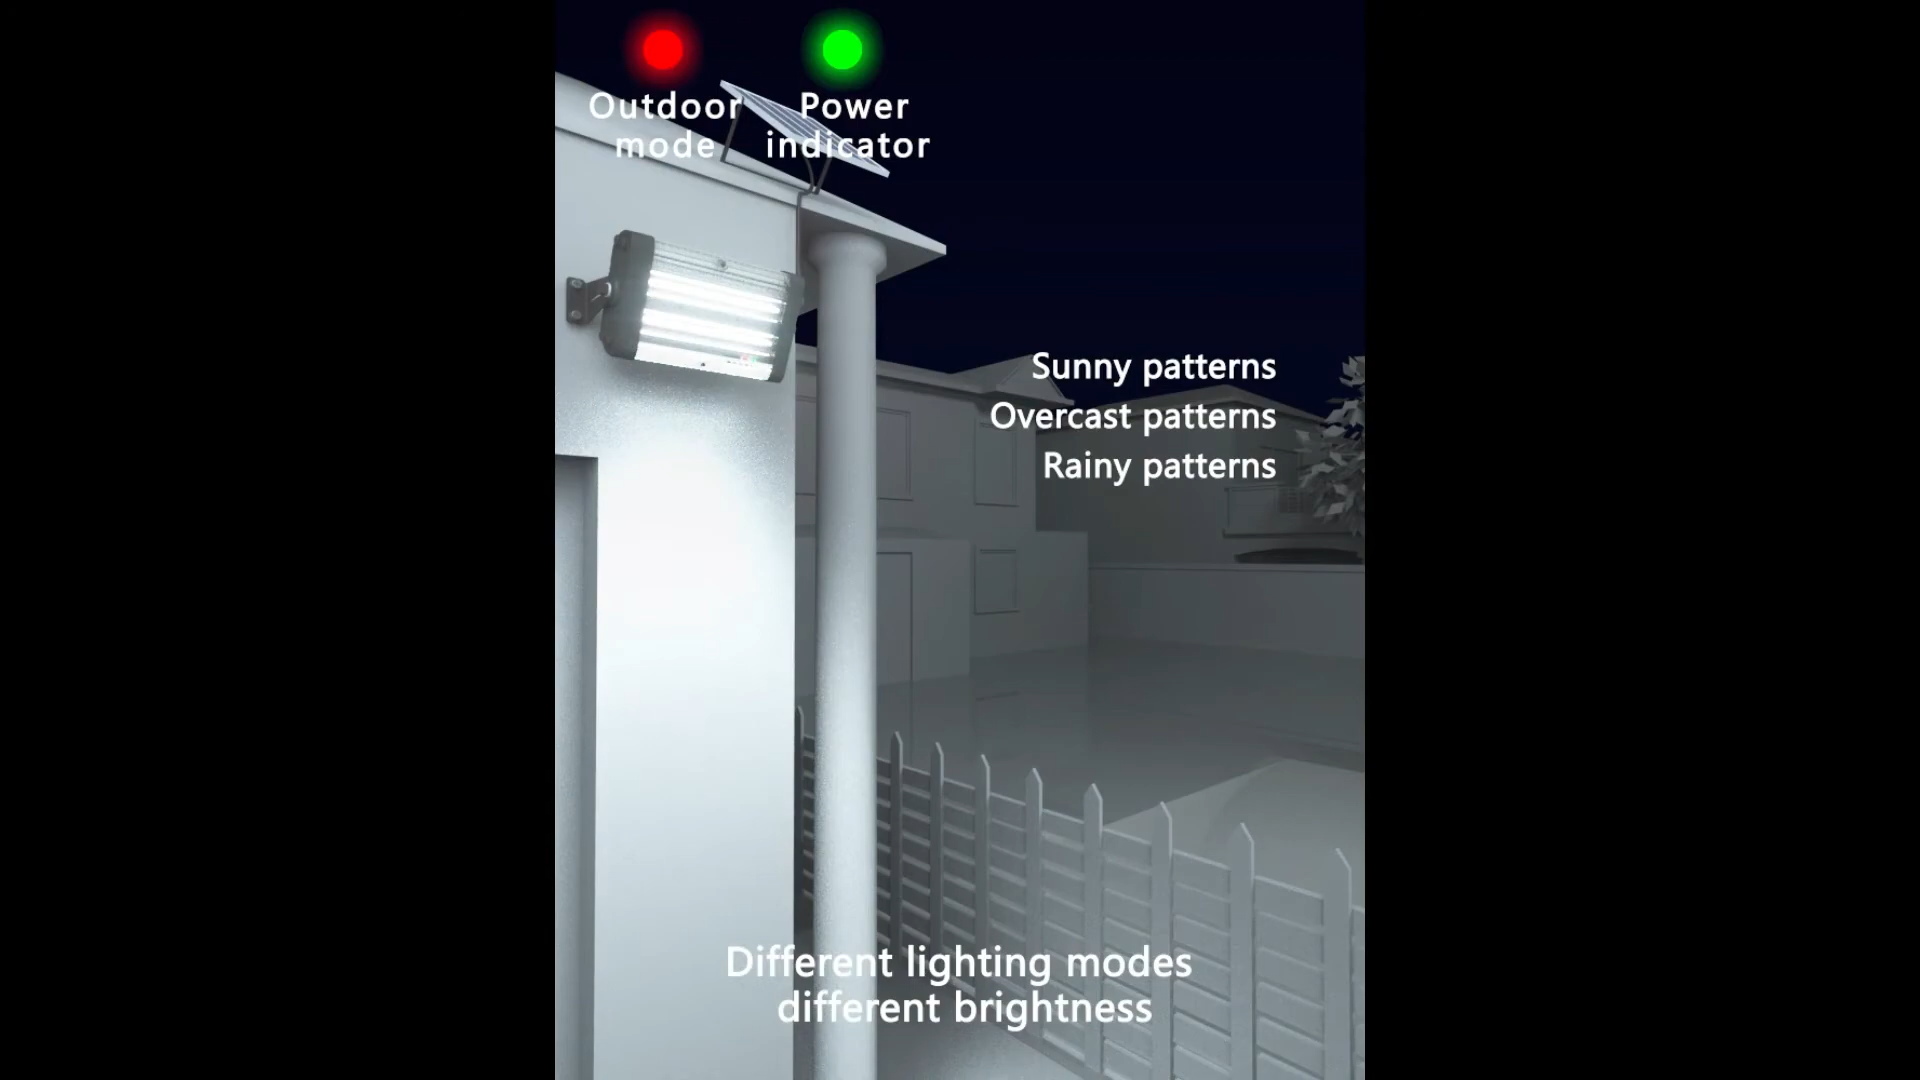 Outdoor
mode
Power
indicator
Sunny patterns
Overcast patterns
Rainy patterns
Different lighting modes
different brightness